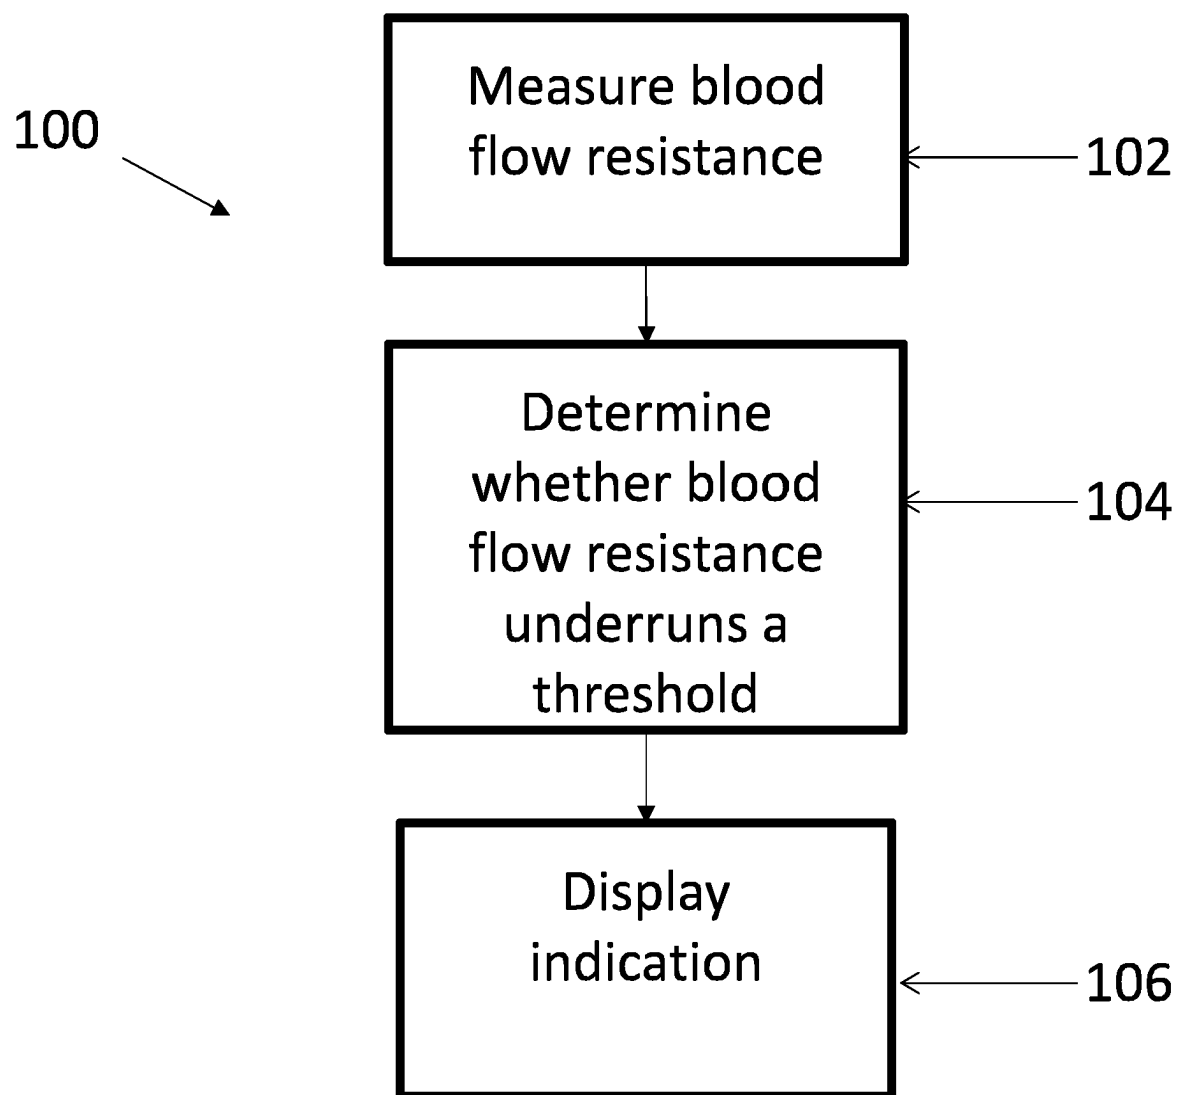 Measure blood
flow resistance
100
102
Determine
whether blood
flow resistance
underruns a
threshold
104
Display
indication
106